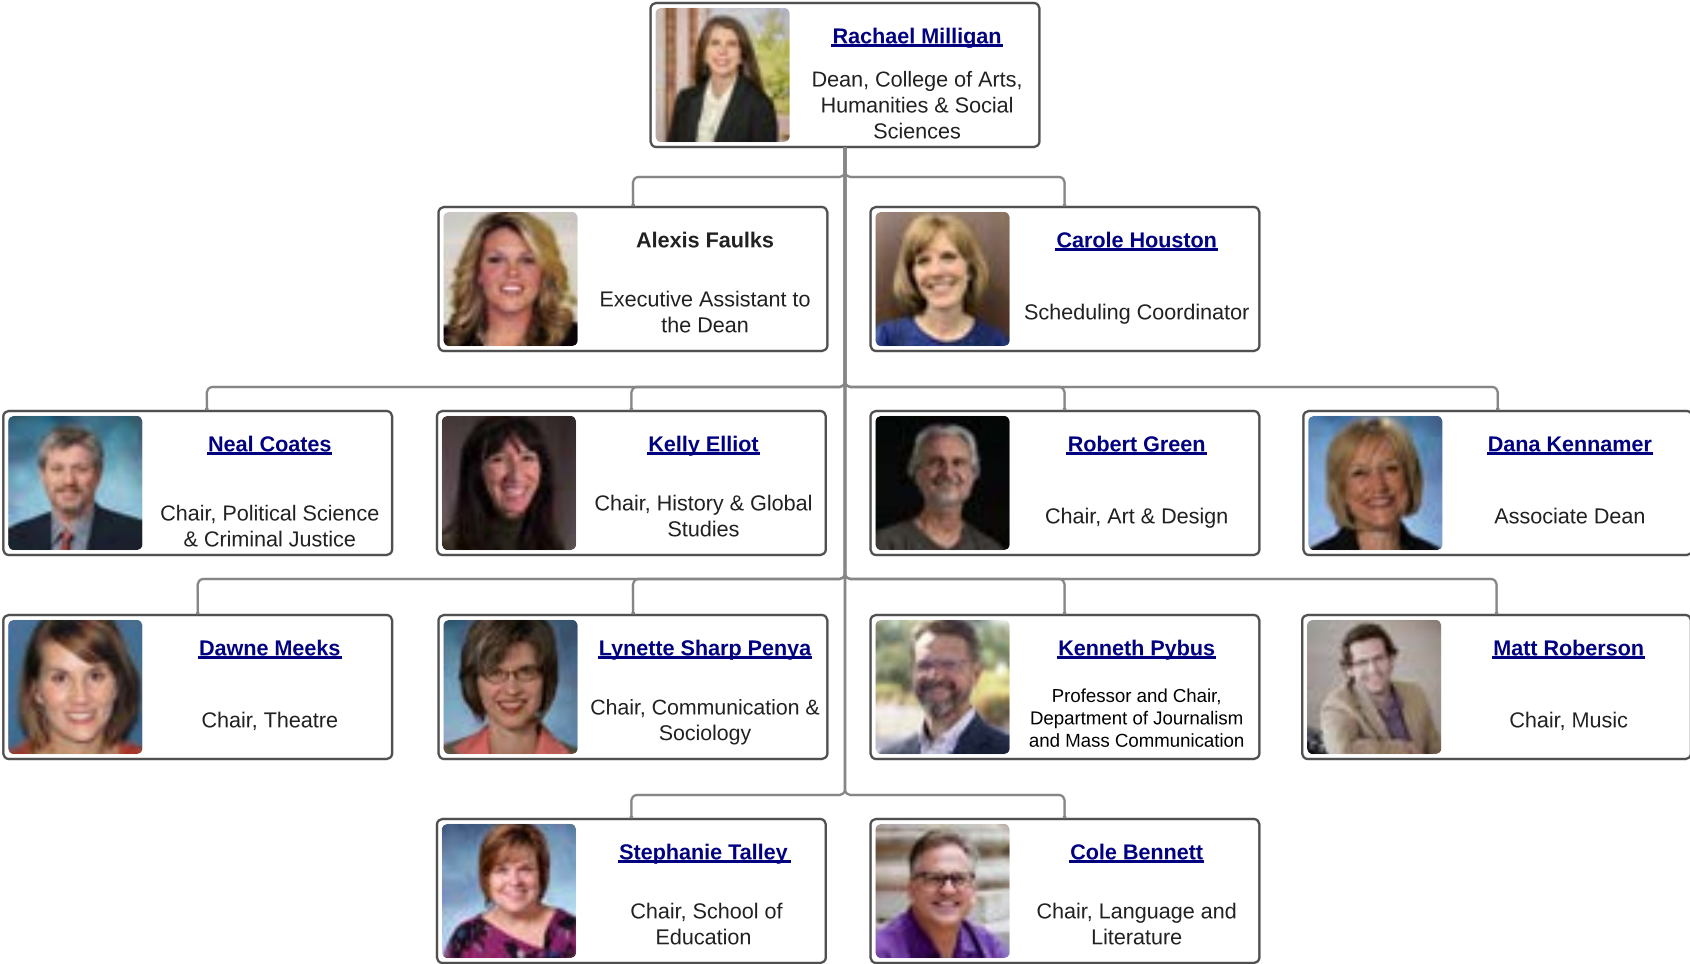 Rachael Milligan
Dean, College of Arts,
Humanities & Social
Sciences
Alexis Faulks
Executive Assistant to
the Dean
Carole Houston
Scheduling Coordinator
Neal Coates
Chair, Political Science
& Criminal Justice
Kelly Elliot
Chair, History & Global
Studies
Robert Green
Chair, Art & Design
Dana Kennamer
Associate Dean
Dawne Meeks
Chair, Theatre
Lynette Sharp Penya
Chair, Communication &
Sociology
Kenneth Pybus
Professor and Chair,
Department of Journalism
and Mass Communication
Matt Roberson
Chair, Music
Stephanie Talley
Chair, School of
Education
Cole Bennett
Chair, Language and
Literature